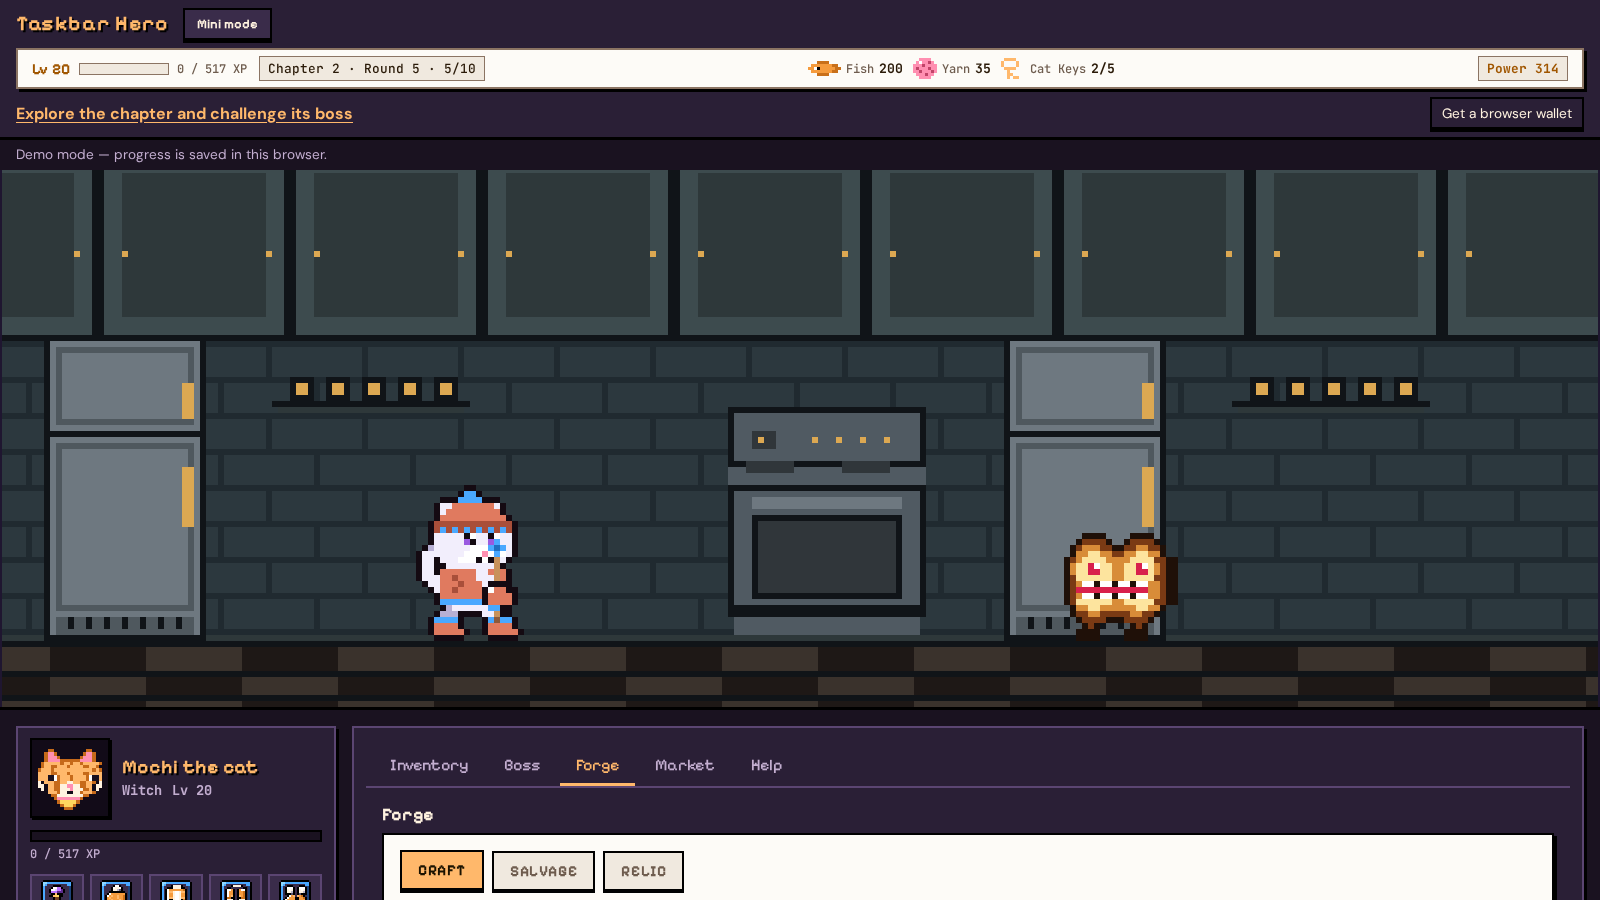 Taskbar Hero
Mini mode
Lv 20 0 / 517 XP Chapter 2 · Round 5 · 5/10 Fish 200 Yarn 35 Cat Keys 2/5 Power 314
Explore the chapter and challenge its boss
Get a browser wallet
Demo mode — progress is saved in this browser.
Mochi the cat
Witch Lv 20
0 / 517 XP
Inventory Boss Forge Market Help
Forge
CRAFT SALVAGE RELIC